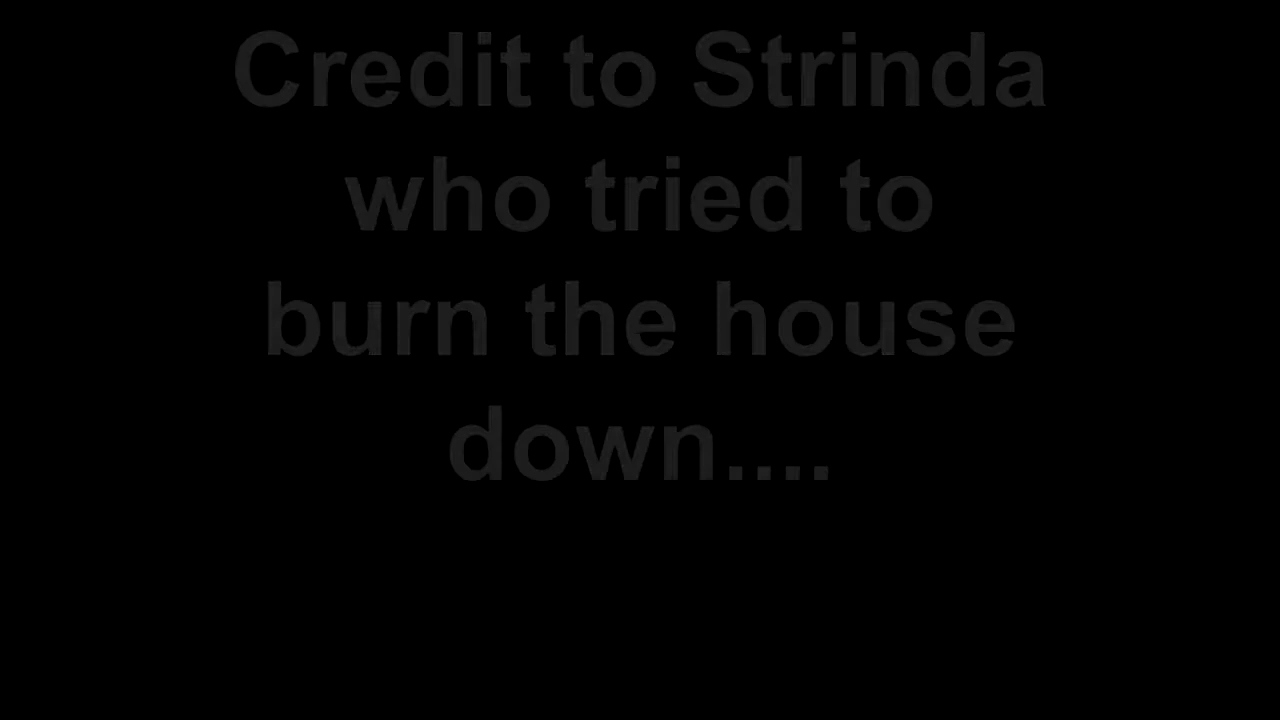 Credit to Strinda
who tried to
burn the house
down....